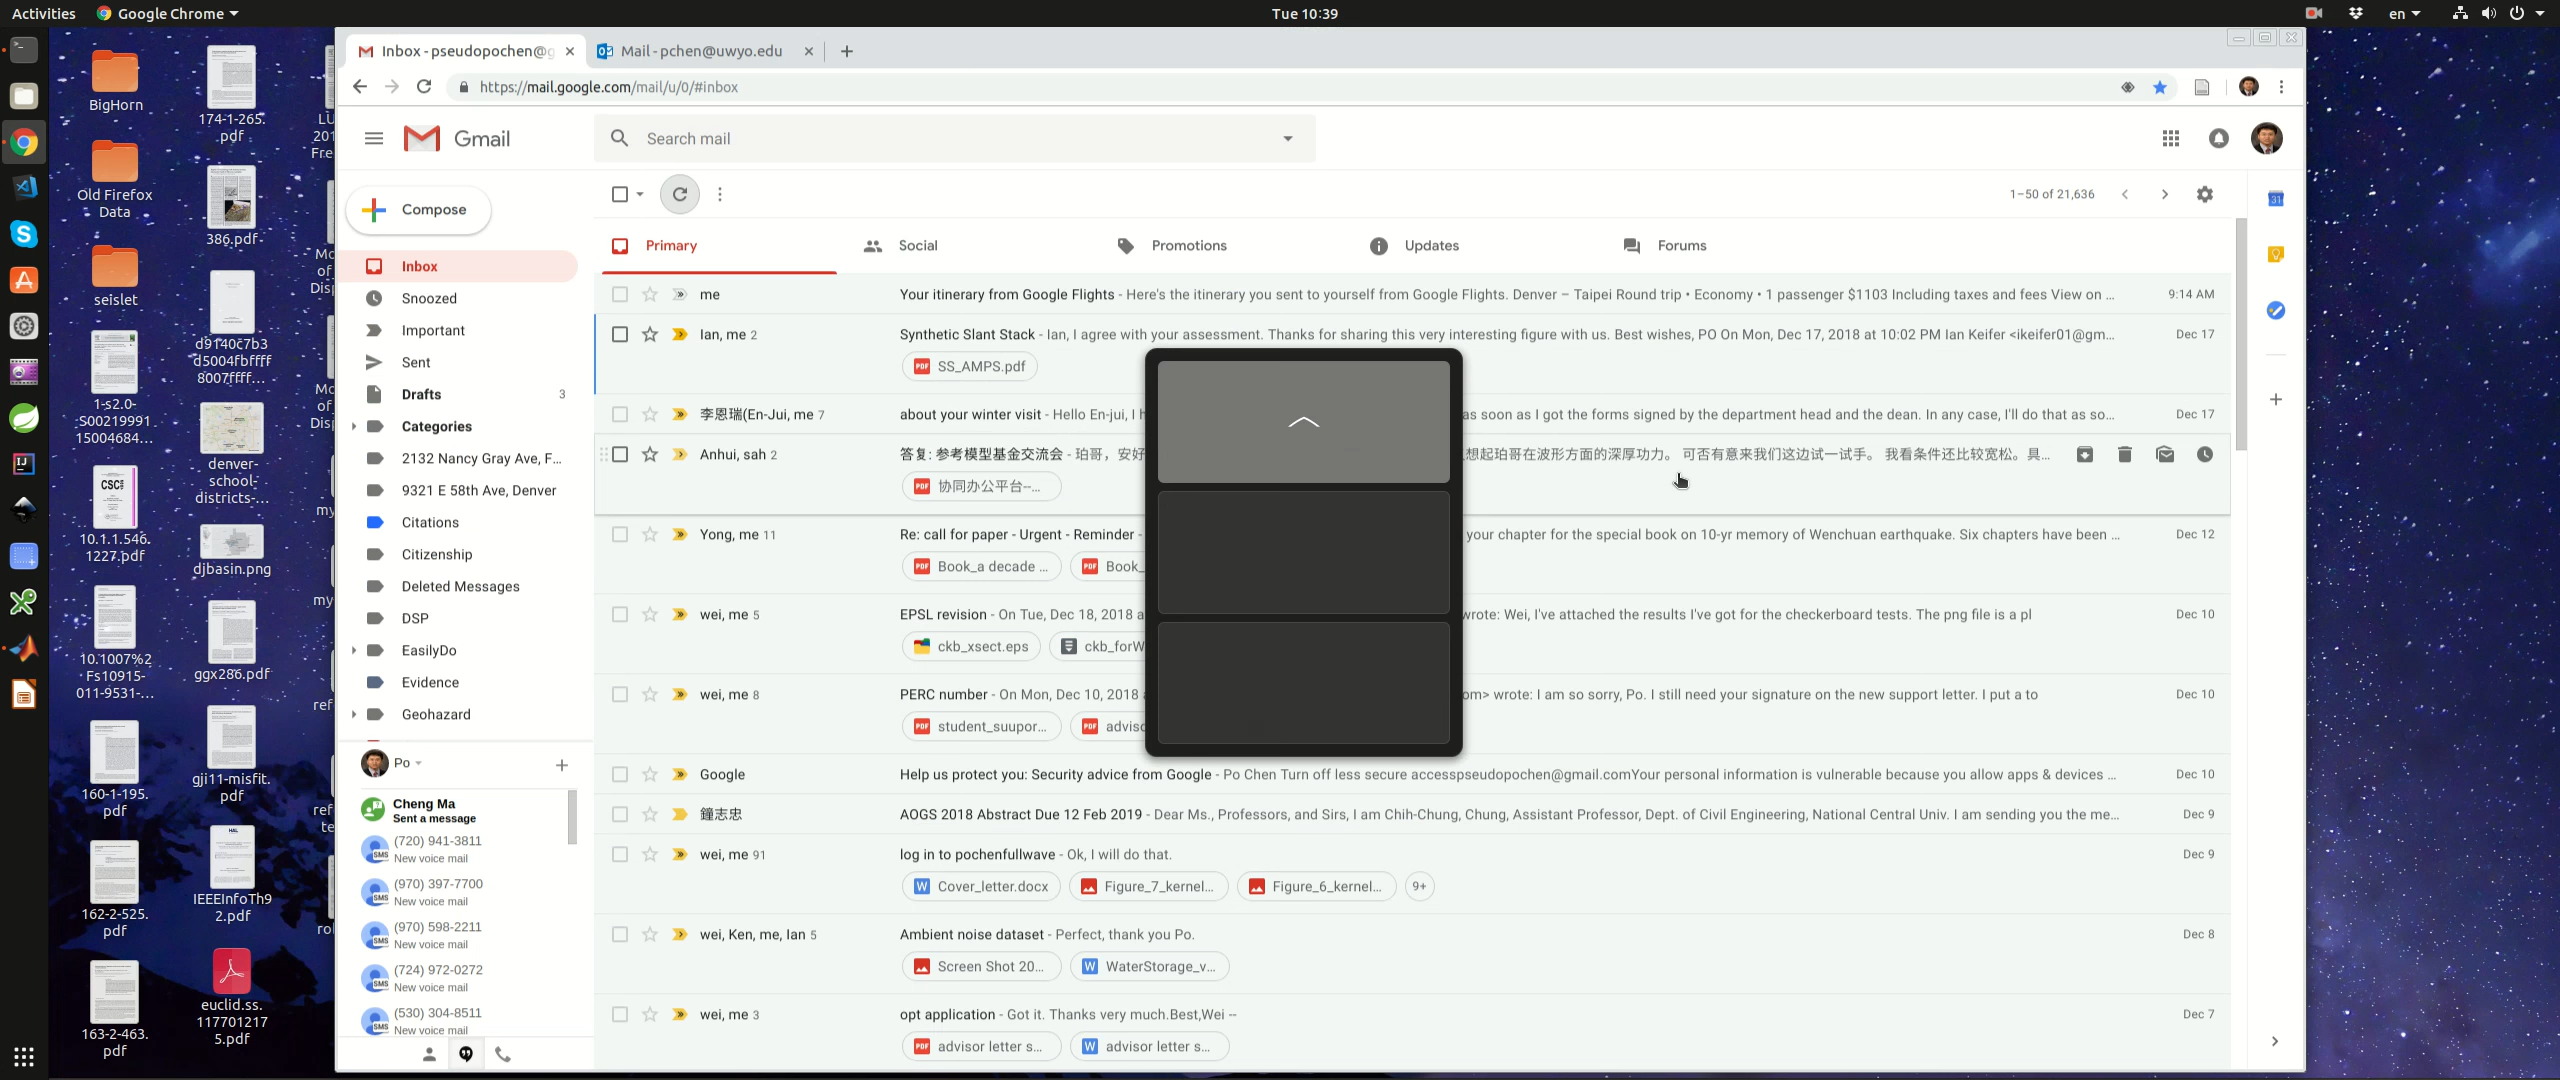 Activities
Google Chrome
Tue 10:39
en
Inbox - pseudopochen@g
Mail - pchen@uwyo.edu
https://mail.google.com/mail/u/0/#inbox
Gmail
Search mail
Compose
1–50 of 21,636
31
Primary
Social
Promotions
Updates
Forums
Inbox
Snoozed
Important
Sent
Drafts 3
Categories
2132 Nancy Gray Ave, F...
9321 E 58th Ave, Denver
Citations
Citizenship
Deleted Messages
DSP
EasilyDo
Evidence
Geohazard
Po
Cheng Ma
Sent a message
(720) 941-3811
New voice mail
(970) 397-7700
New voice mail
(970) 598-2211
New voice mail
(724) 972-0272
New voice mail
(530) 304-8511
New voice mail
me
Your itinerary from Google Flights - Here's the itinerary you sent to yourself from Google Flights. Denver – Taipei Round trip • Economy • 1 passenger $1103 Including taxes and fees View on ...
9:14 AM
Ian, me 2
Synthetic Slant Stack - Ian, I agree with your assessment. Thanks for sharing this very interesting figure with us. Best wishes, PO On Mon, Dec 17, 2018 at 10:02 PM Ian Keifer <ikeifer01@gm...
Dec 17
SS_AMPS.pdf
李恩瑞(En-Jui, me 7
about your winter visit - Hello En-jui, I h
as soon as I got the forms signed by the department head and the dean. In any case, I'll do that as so...
Dec 17
Anhui, sah 2
答复: 参考模型基金交流会 - 珀哥，安好
想起珀哥在波形方面的深厚功力。 可否有意来我们这边试一试手。 我看条件还比较宽松。具...
协同办公平台--...
Yong, me 11
Re: call for paper - Urgent - Reminder -
your chapter for the special book on 10-yr memory of Wenchuan earthquake. Six chapters have been ...
Dec 12
Book_a decade ...
Book_
wei, me 5
EPSL revision - On Tue, Dec 18, 2018 a
wrote: Wei, I've attached the results I've got for the checkerboard tests. The png file is a pl
Dec 10
ckb_xsect.eps
ckb_forW
wei, me 8
PERC number - On Mon, Dec 10, 2018 a
om> wrote: I am so sorry, Po. I still need your signature on the new support letter. I put a to
Dec 10
student_suupor...
adviso
Google
Help us protect you: Security advice from Google - Po Chen Turn off less secure accesspseudopochen@gmail.comYour personal information is vulnerable because you allow apps & devices ...
Dec 10
鐘志忠
AOGS 2018 Abstract Due 12 Feb 2019 - Dear Ms., Professors, and Sirs, I am Chih-Chung, Chung, Assistant Professor, Dept. of Civil Engineering, National Central Univ. I am sending you the me...
Dec 9
wei, me 91
log in to pochenfullwave - Ok, I will do that.
Dec 9
Cover_letter.docx
Figure_7_kernel...
Figure_6_kernel...
9+
wei, Ken, me, Ian 5
Ambient noise dataset - Perfect, thank you Po.
Dec 8
Screen Shot 20...
WaterStorage_v...
wei, me 3
opt application - Got it. Thanks very much.Best,Wei --
Dec 7
advisor letter s...
advisor letter s...
BigHorn
Old Firefox
Data
seislet
1-s2.0-
S00219991
15004684...
10.1.1.546.
1227.pdf
10.1007%2
Fs10915-
011-9531-...
160-1-195.
pdf
162-2-525.
pdf
163-2-463.
pdf
174-1-265.
pdf
386.pdf
d9140c7b3
d5004fbffff
8007ffff...
denver-
school-
districts-...
djbasin.png
ggx286.pdf
gji11-misfit.
pdf
IEEEInfoTh9
2.pdf
euclid.ss.
117701217
5.pdf